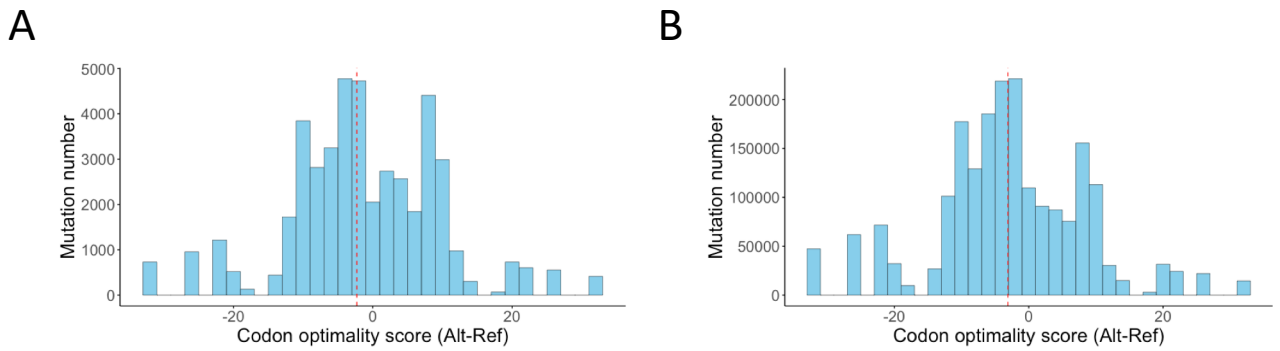 A
5000
4000
3000
2000
1000
0
Mutation number
-20 0 20
Codon optimality score (Alt-Ref)
B
200000
150000
100000
50000
0
Mutation number
-20 0 20
Codon optimality score (Alt-Ref)